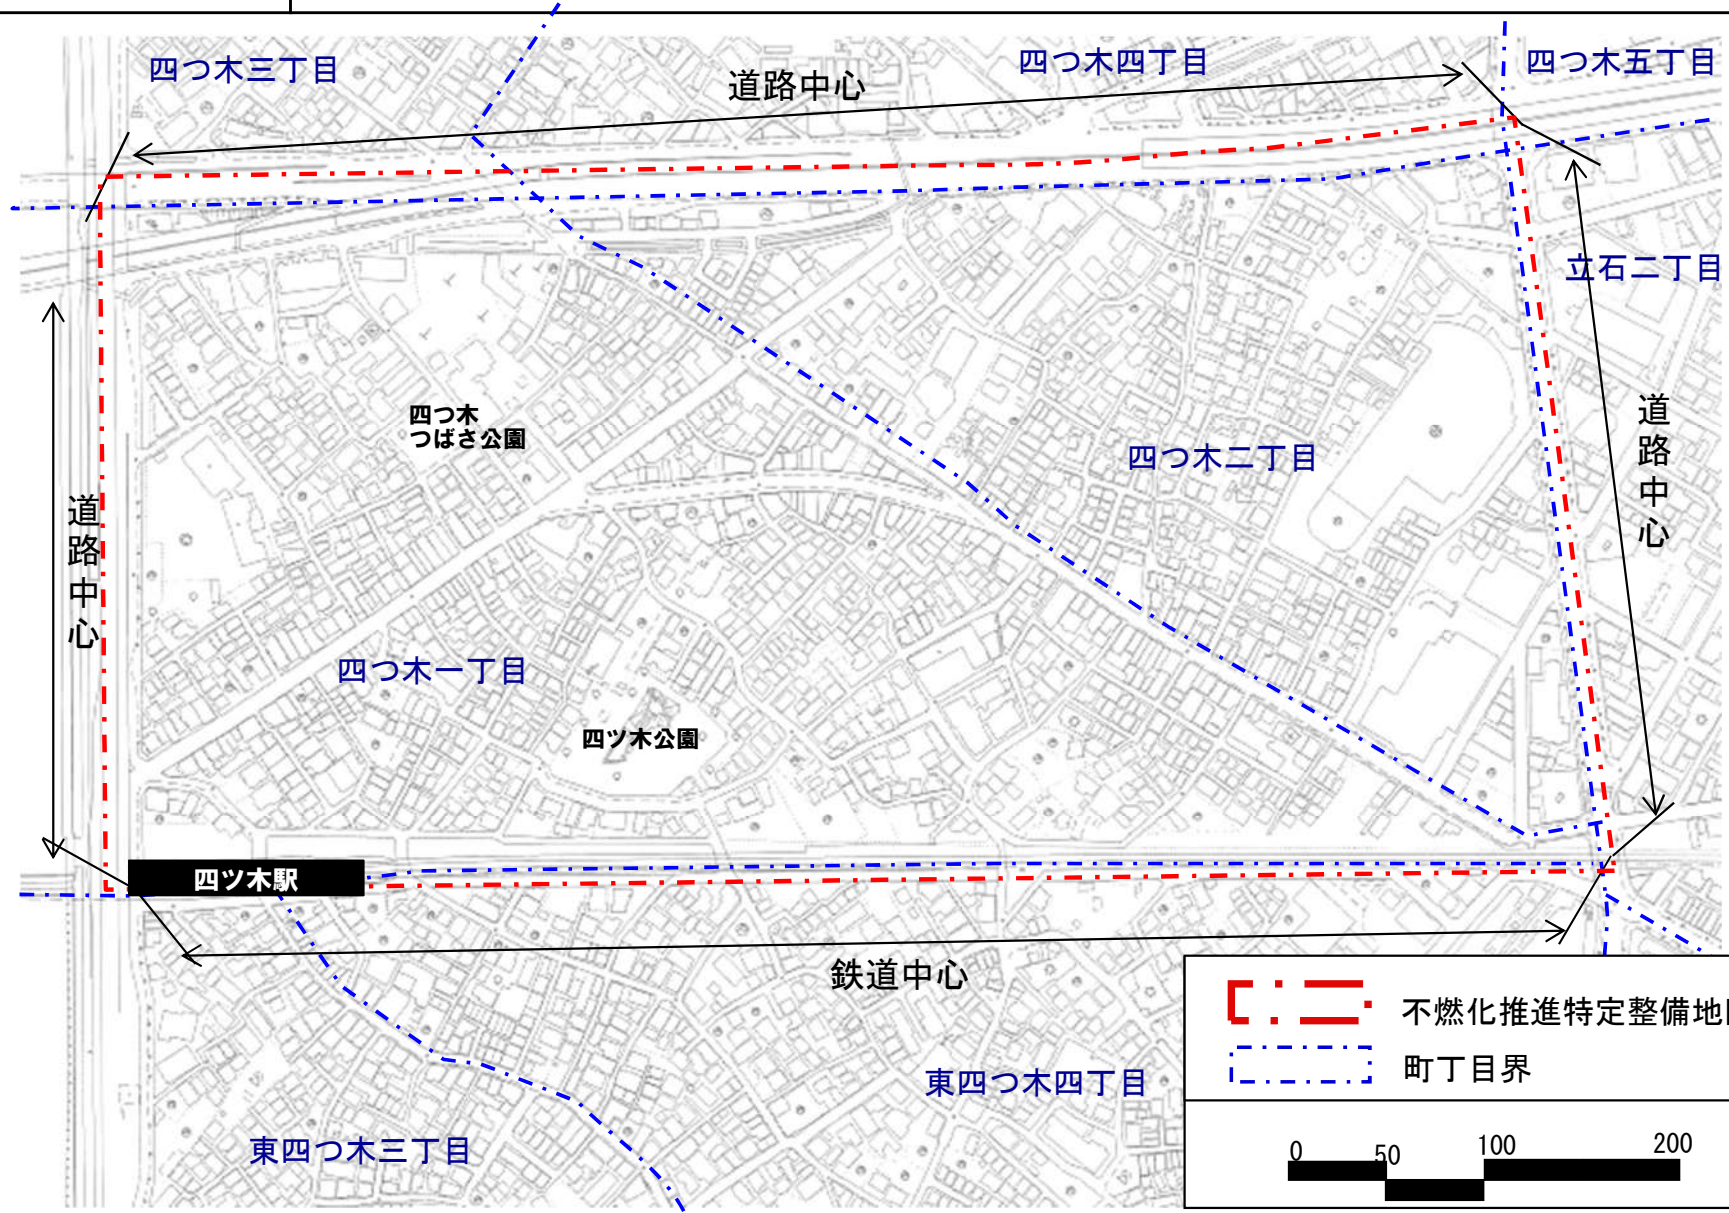 四つ木三丁目
道路中心
四つ木四丁目
四つ木五丁目
立石二丁目
四つ木
つばさ公園
四つ木二丁目
道路中心
道路中心
四つ木一丁目
四ツ木公園
四ツ木駅
鉄道中心
不燃化推進特定整備地
町丁目界
東四つ木四丁目
東四つ木三丁目
0 50 100 200